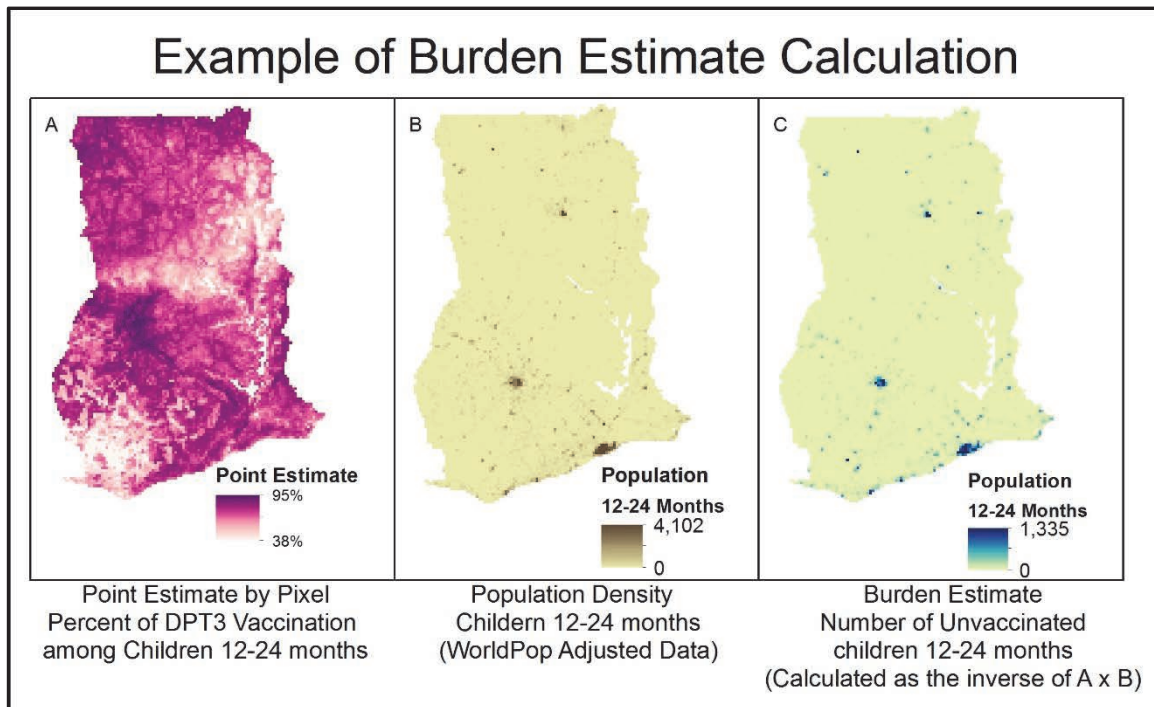 Example of Burden Estimate Calculation
A
Point Estimate
95%
38%
B
Population
12-24 Months
4,102
0
C
Population
12-24 Months
1,335
0
Point Estimate by Pixel
Percent of DPT3 Vaccination
among Children 12-24 months
Population Density
Childern 12-24 months
(WorldPop Adjusted Data)
Burden Estimate
Number of Unvaccinated
children 12-24 months
(Calculated as the inverse of A x B)